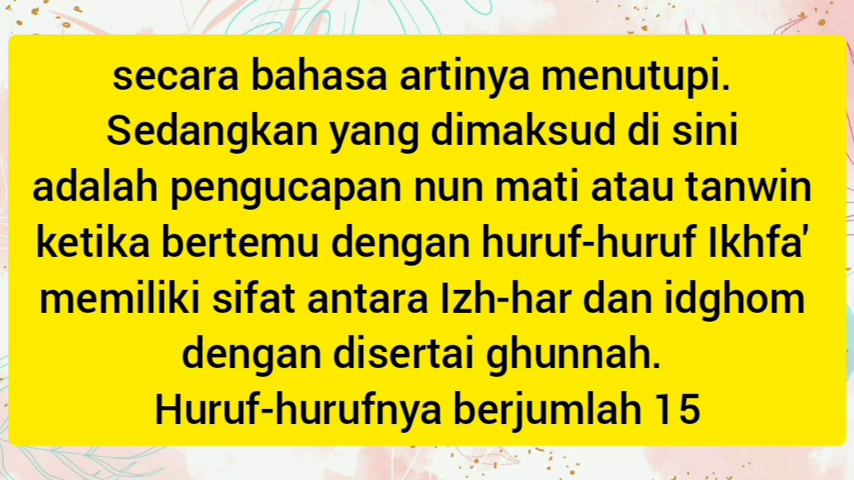 secara bahasa artinya menutupi.
Sedangkan yang dimaksud di sini
adalah pengucapan nun mati atau tanwin
ketika bertemu dengan huruf-huruf Ikhfa'
memiliki sifat antara Izh-har dan idghom
dengan disertai ghunnah.
Huruf-hurufnya berjumlah 15